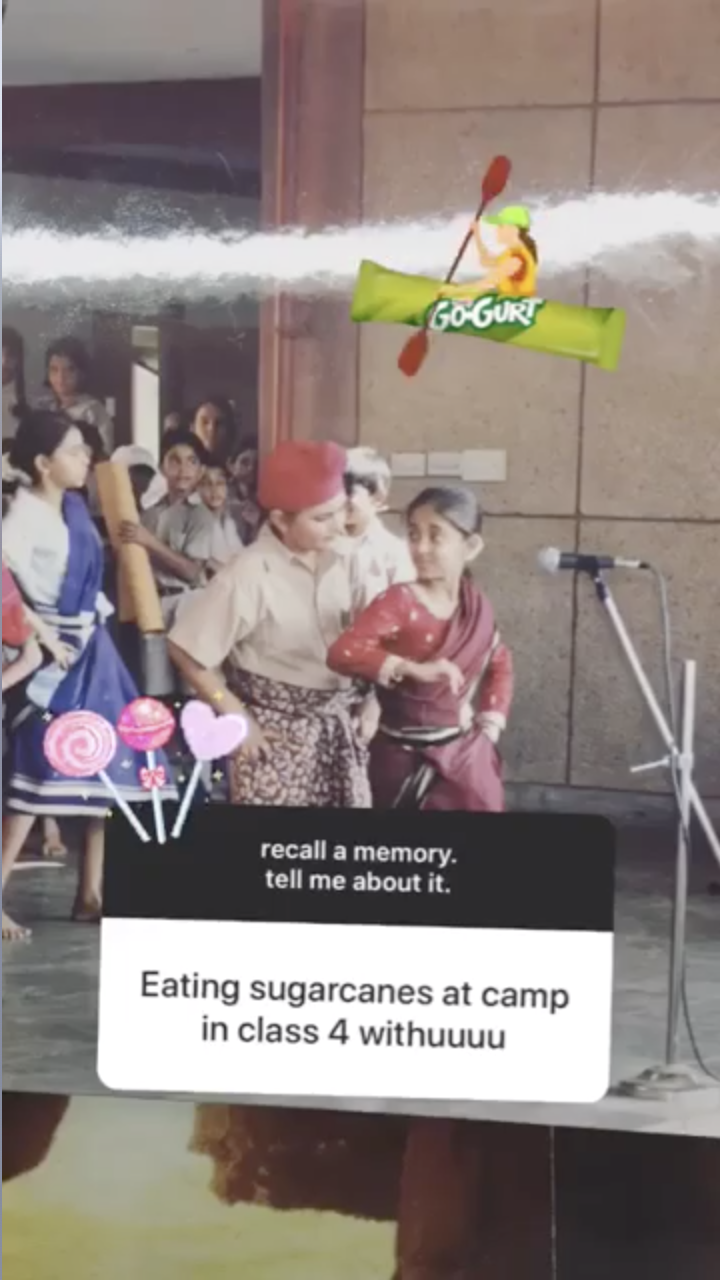 GO-GURT
recall a memory.
tell me about it.
Eating sugarcanes at camp
in class 4 withuuuu